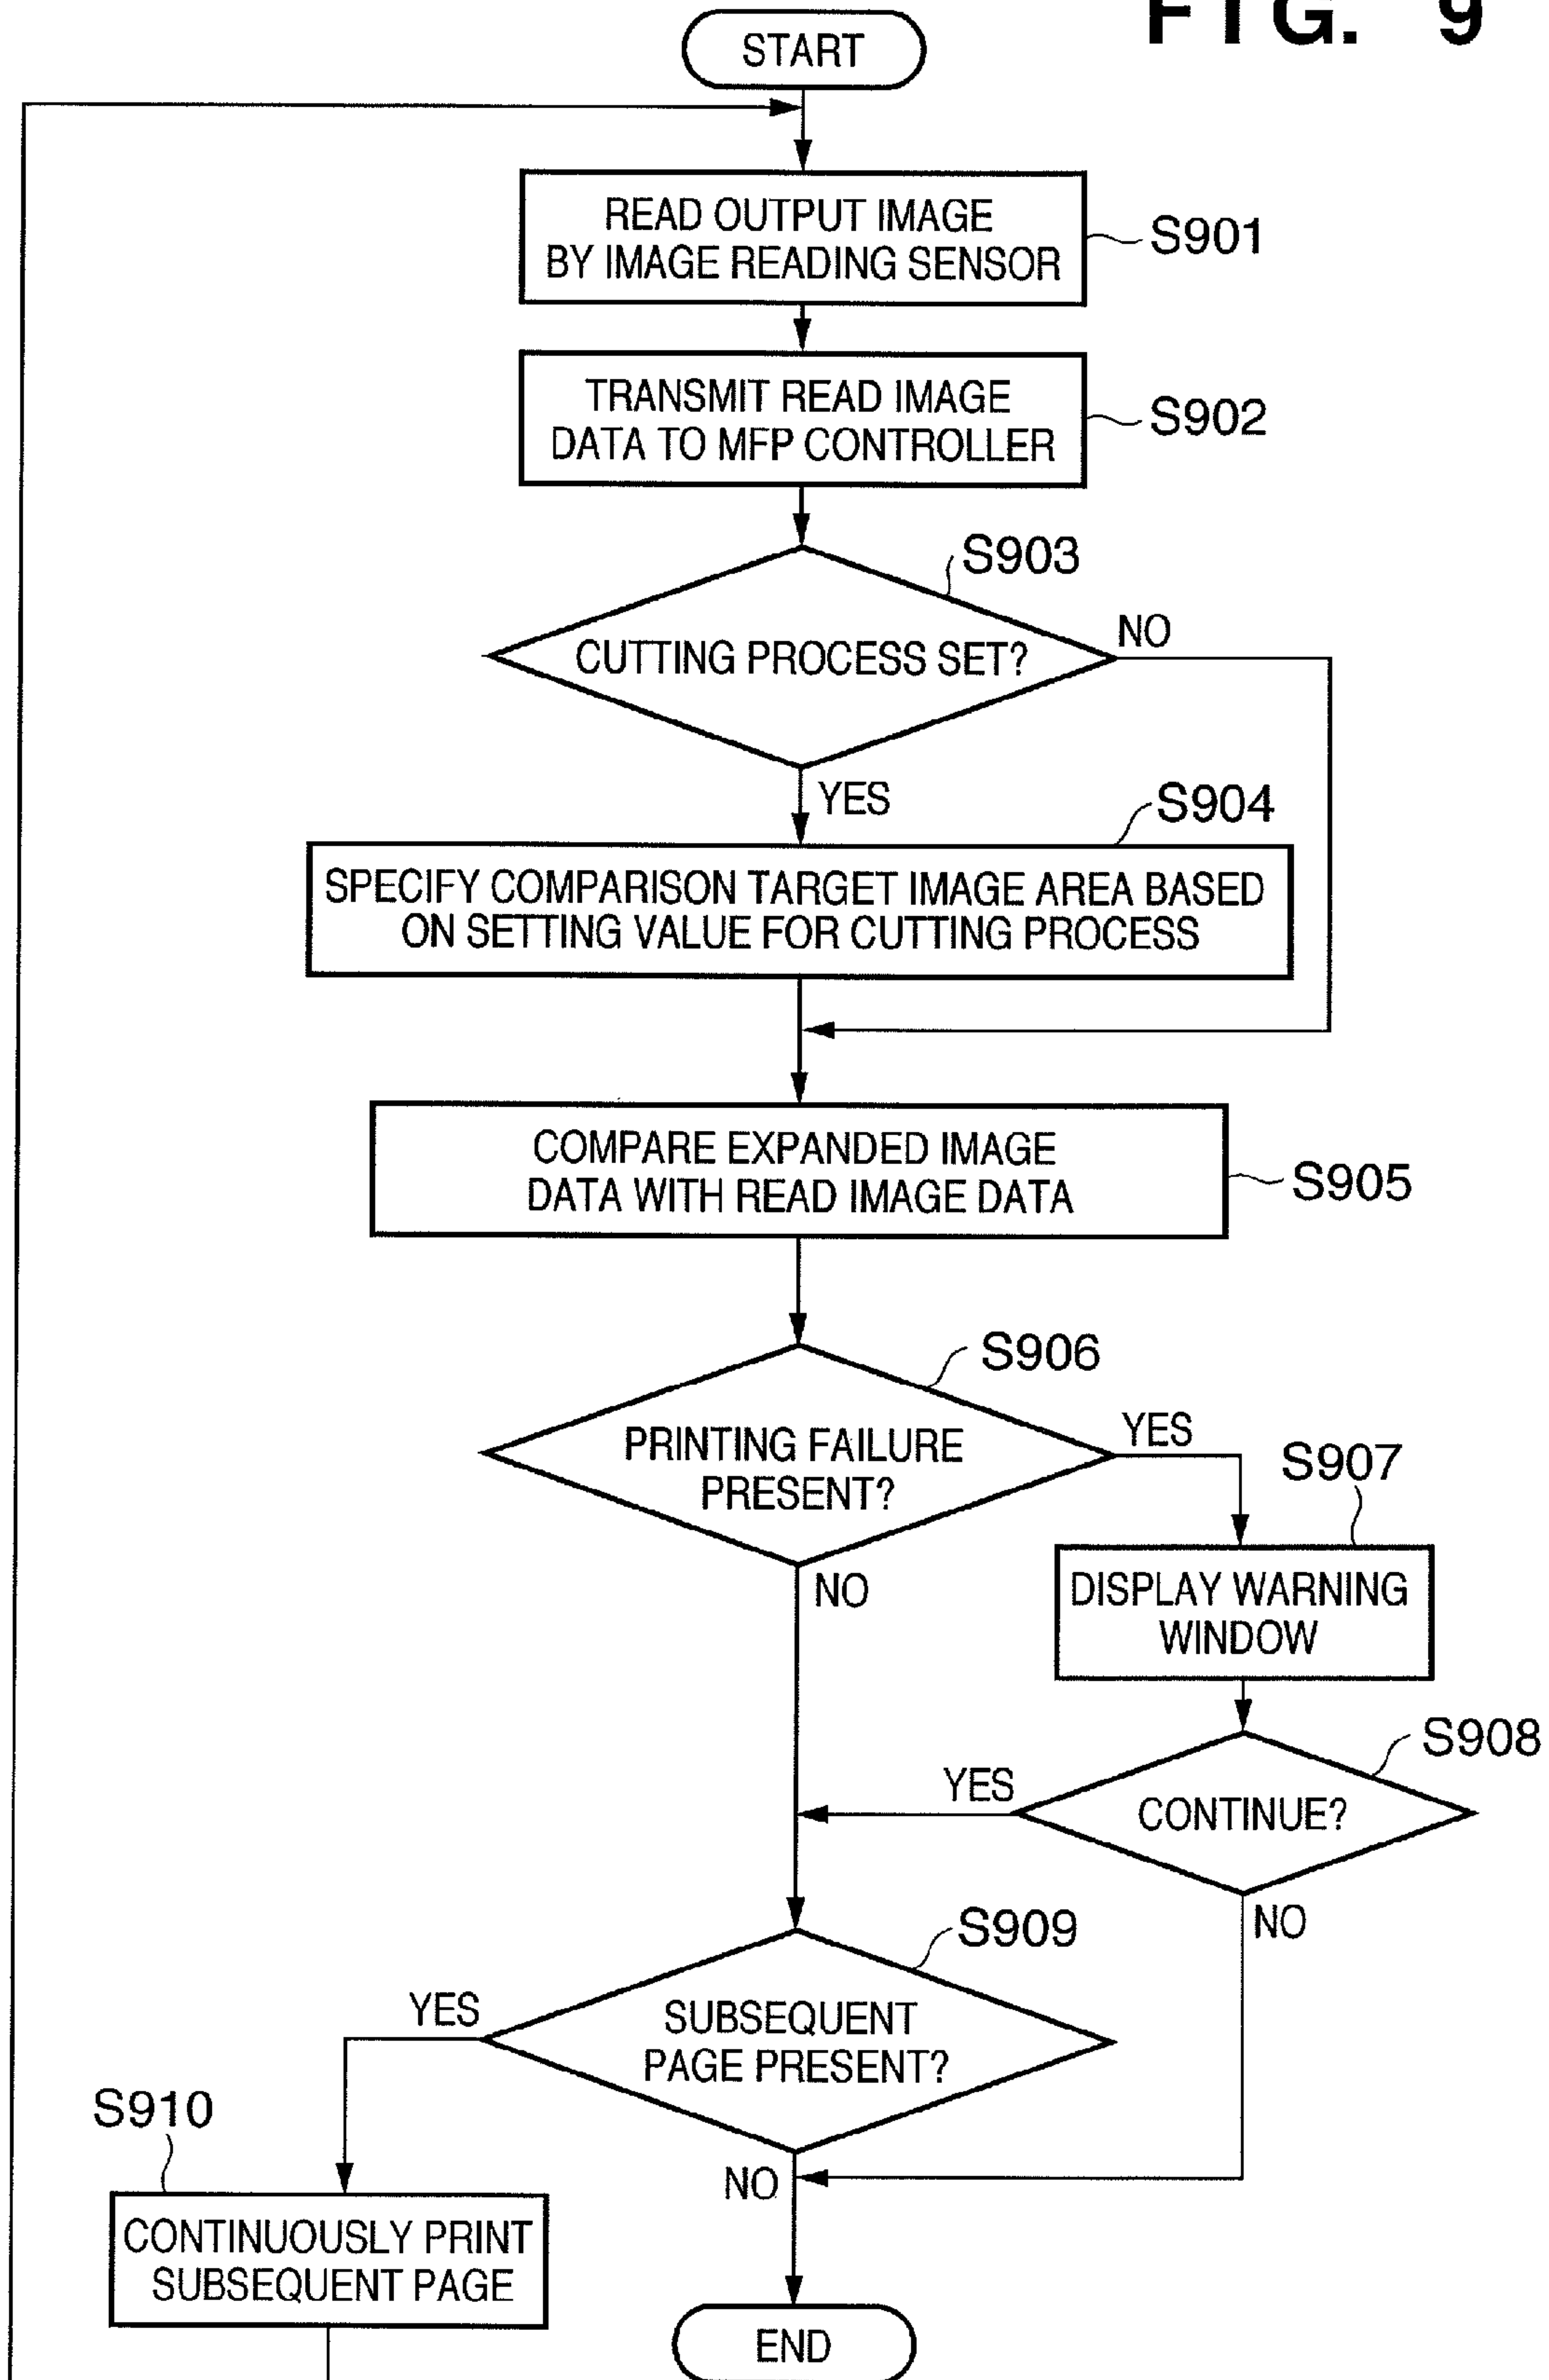 FIG. 9
START
READ OUTPUT IMAGE
BY IMAGE READING SENSOR
S901
TRANSMIT READ IMAGE
DATA TO MFP CONTROLLER
S902
S903
CUTTING PROCESS SET?
NO
YES
S904
SPECIFY COMPARISON TARGET IMAGE AREA BASED
ON SETTING VALUE FOR CUTTING PROCESS
COMPARE EXPANDED IMAGE
DATA WITH READ IMAGE DATA
S905
S906
PRINTING FAILURE
PRESENT?
YES
S907
NO
DISPLAY WARNING
WINDOW
S908
YES
CONTINUE?
NO
S909
YES
SUBSEQUENT
PAGE PRESENT?
S910
NO
CONTINUOUSLY PRINT
SUBSEQUENT PAGE
END